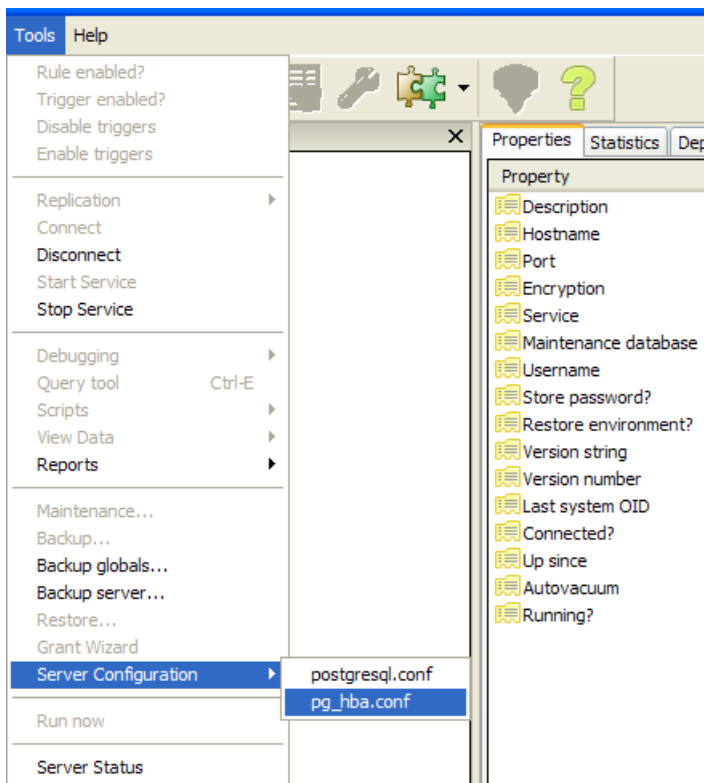 Tools Help
Rule enabled?
Trigger enabled?
Disable triggers
Enable triggers
Replication
Connect
Disconnect
Start Service
Stop Service
Debugging
Query tool Ctrl-E
Scripts
View Data
Reports
Maintenance...
Backup...
Backup globals...
Backup server...
Restore...
Grant Wizard
Server Configuration
postgresql.conf
pg_hba.conf
Run now
Server Status
Properties Statistics Dep
Property
Description
Hostname
Port
Encryption
Service
Maintenance database
Username
Store password?
Restore environment?
Version string
Version number
Last system OID
Connected?
Up since
Autovacuum
Running?